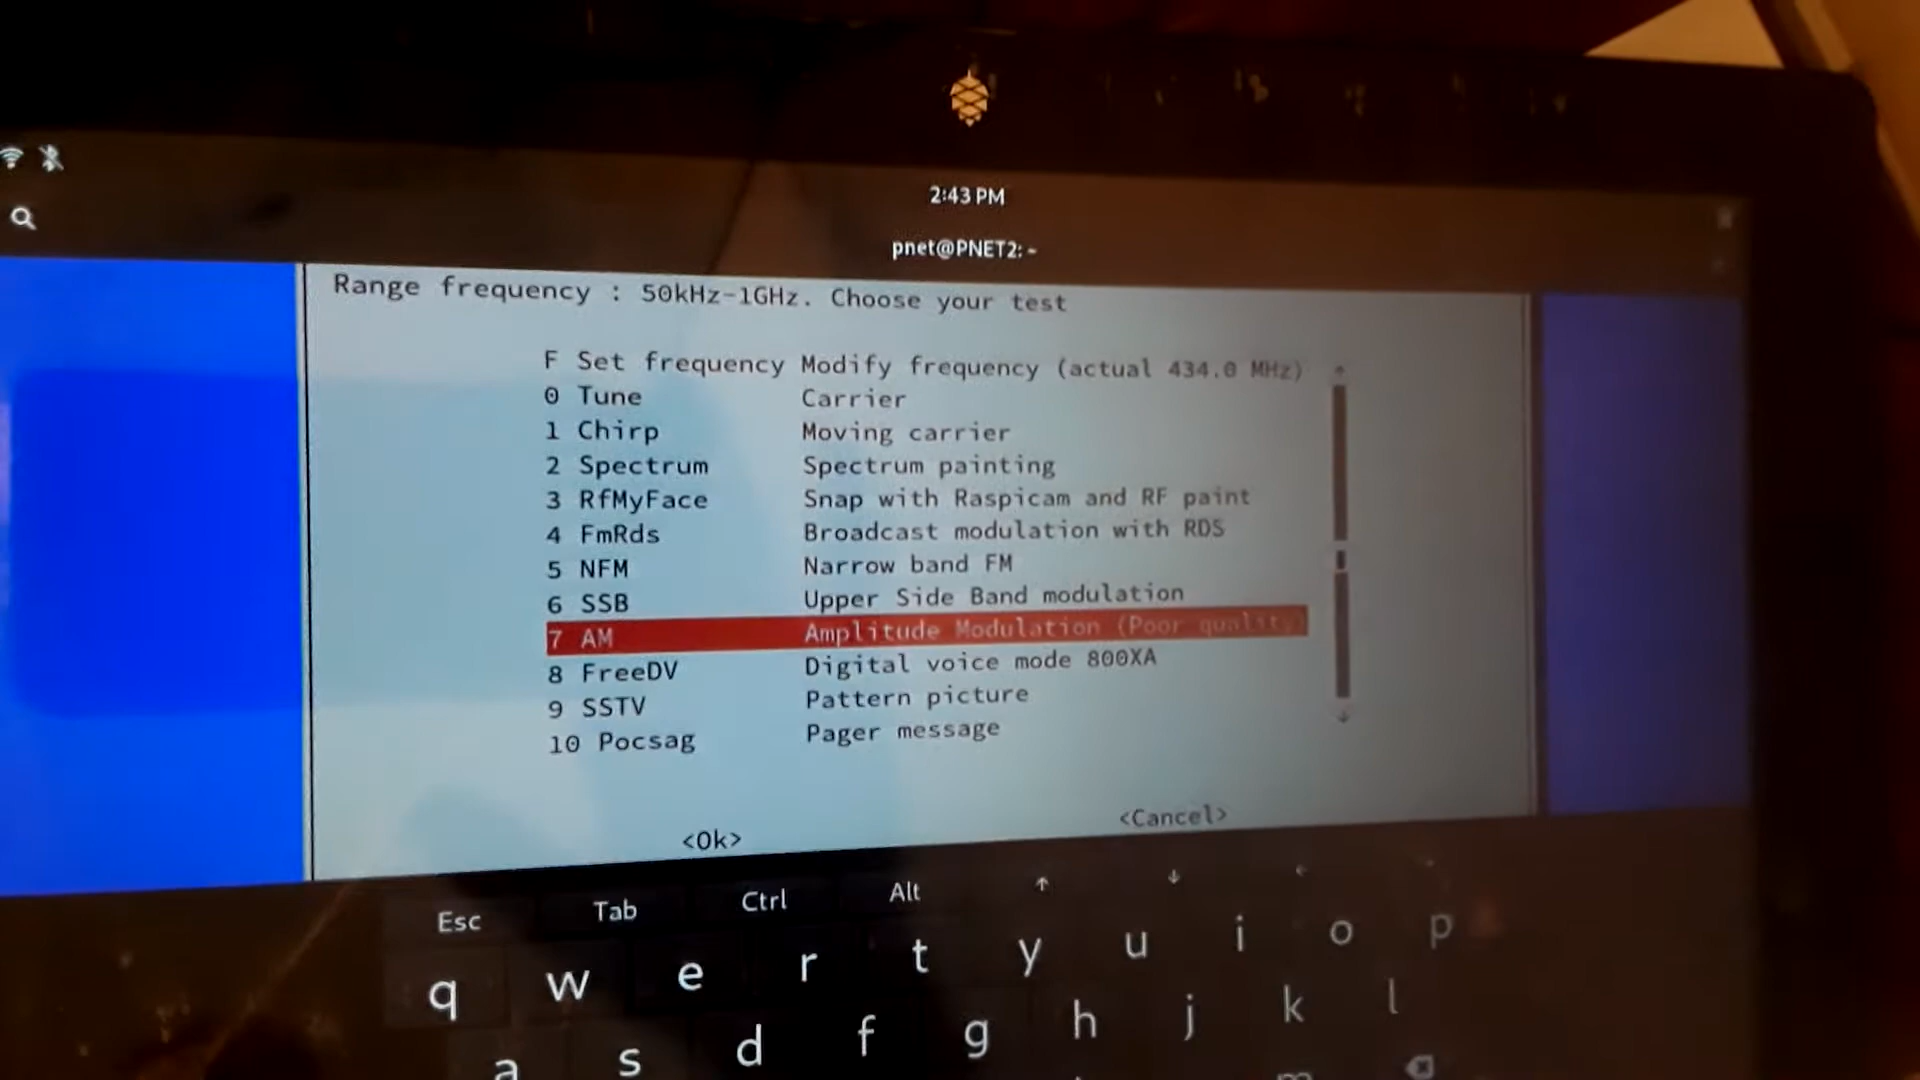 2:43 PM
pnet@PNET2: ~
Range frequency : 50kHz-1GHz. Choose your test
F Set frequency Modify frequency (actual 434.0 MHz)
0 Tune Carrier
1 Chirp Moving carrier
2 Spectrum Spectrum painting
3 RfMyFace Snap with Raspicam and RF paint
4 FmRds Broadcast modulation with RDS
5 NFM Narrow band FM
6 SSB Upper Side Band modulation
7 AM Amplitude Modulation (Poor quality)
8 FreeDV Digital voice mode 800XA
9 SSTV Pattern picture
10 Pocsag Pager message
<Ok> <Cancel>
Esc Tab Ctrl Alt ↑ ↓ ←
q w e r t y u i o p
a s d f g h j k l
m